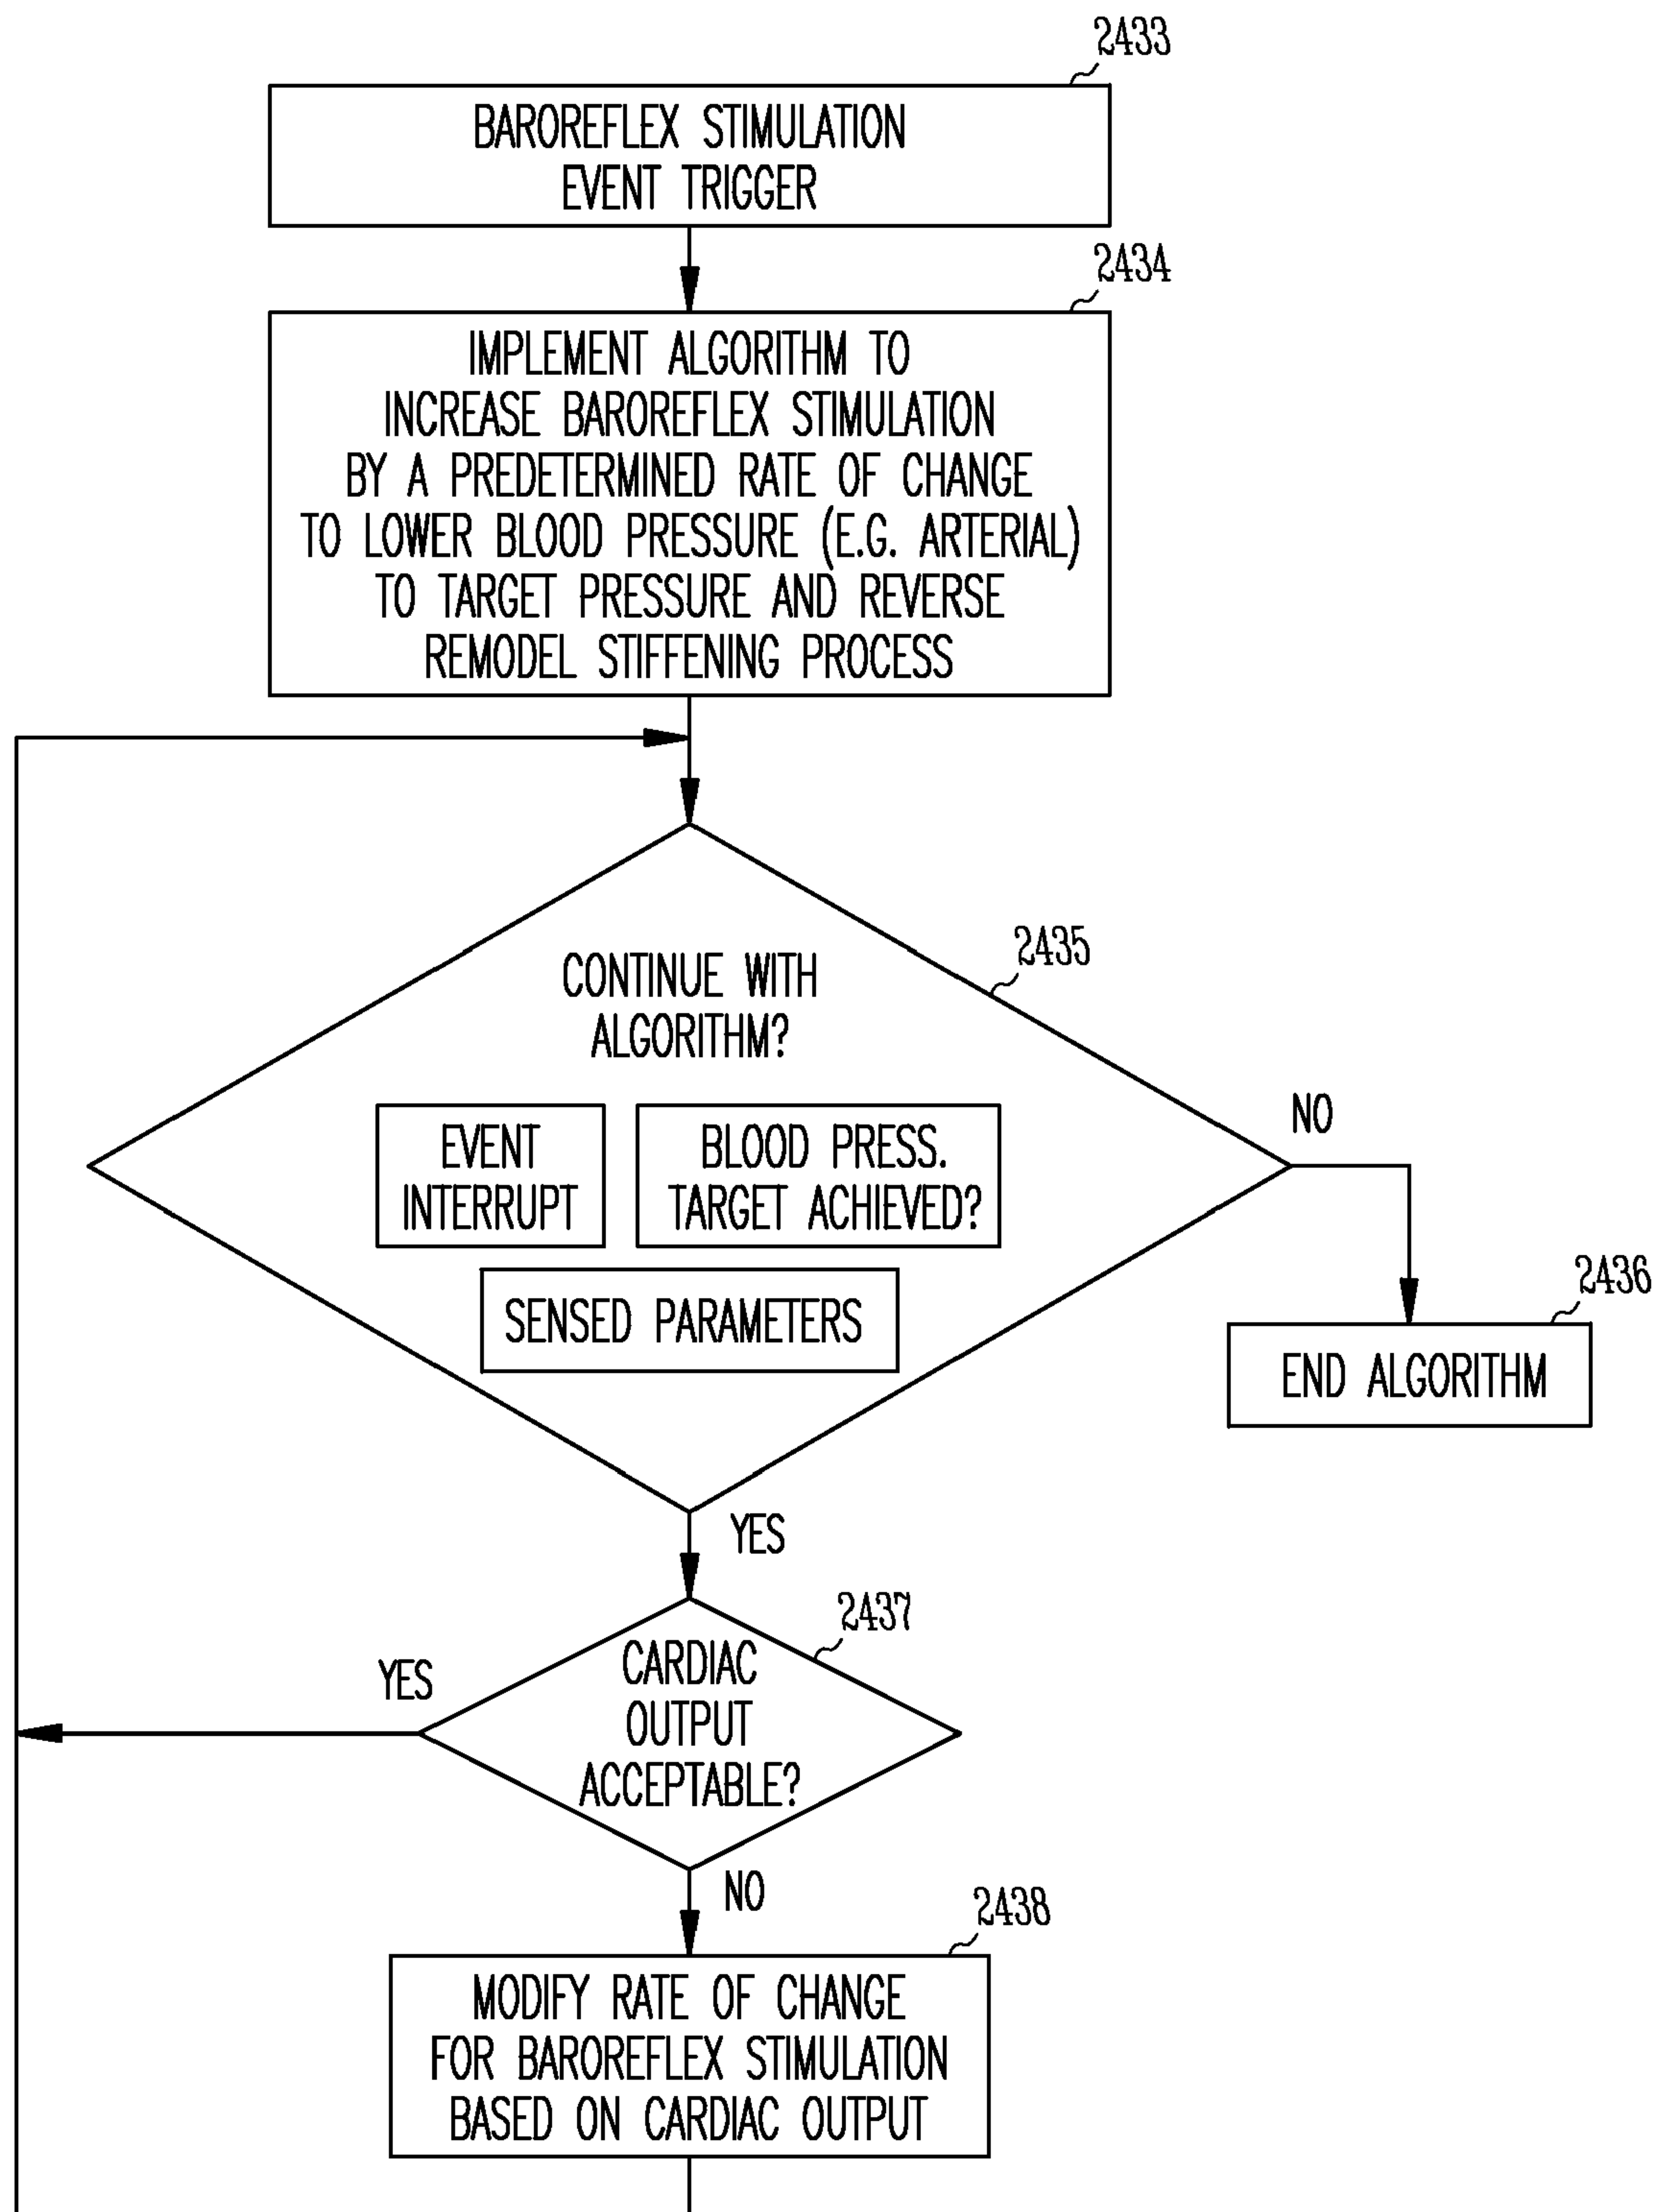 2433
BAROREFLEX STIMULATION
EVENT TRIGGER
2434
IMPLEMENT ALGORITHM TO
INCREASE BAROREFLEX STIMULATION
BY A PREDETERMINED RATE OF CHANGE
TO LOWER BLOOD PRESSURE (E.G. ARTERIAL)
TO TARGET PRESSURE AND REVERSE
REMODEL STIFFENING PROCESS
2435
CONTINUE WITH
ALGORITHM?
EVENT
INTERRUPT
BLOOD PRESS.
TARGET ACHIEVED?
SENSED PARAMETERS
NO
2436
END ALGORITHM
YES
2437
CARDIAC
OUTPUT
ACCEPTABLE?
YES
NO
2438
MODIFY RATE OF CHANGE
FOR BAROREFLEX STIMULATION
BASED ON CARDIAC OUTPUT